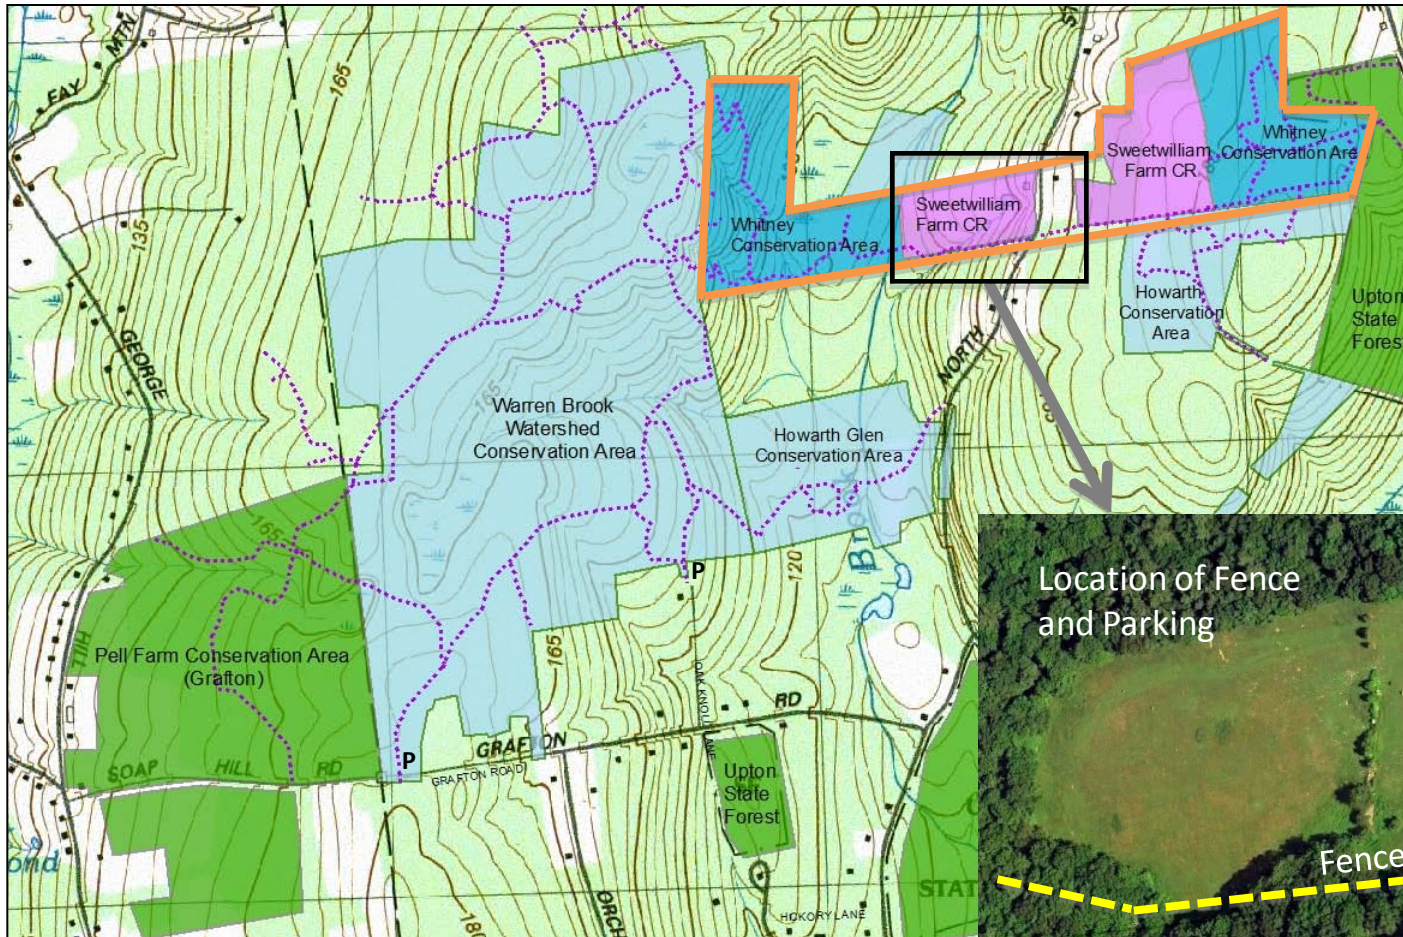 FAY MTN
165
135
165
120
165
165
180
GEORGE
HILL
NORTH
Whitney
Conservation Area
Sweetwilliam
Farm CR
Sweetwilliam
Farm CR
Whitney
Conservation Area
Howarth
Conservation
Area
Upton
State
Forest
Warren Brook
Watershed
Conservation Area
Howarth Glen
Conservation Area
Pell Farm Conservation Area
(Grafton)
P
P
SOAP HILL RD
GRAFTON RD
GRAFTON ROAD
OAK KNOLL LANE
Upton
State
Forest
HICKORY LANE
ORCH
STAT
ond
Location of Fence
and Parking
Fence